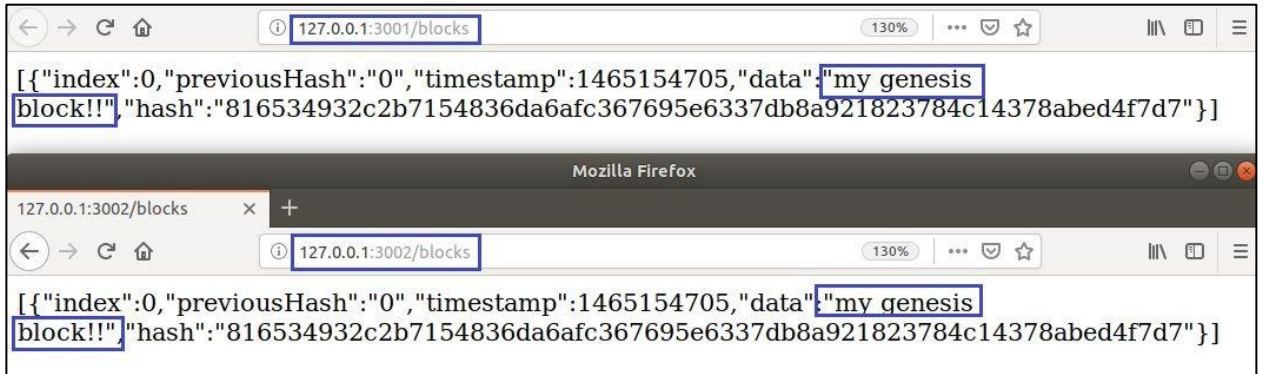 127.0.0.1:3001/blocks
130%
[{"index":0,"previousHash":"0","timestamp":1465154705,"data":"my genesis
block!!","hash":"816534932c2b7154836da6afc367695e6337db8a921823784c14378abed4f7d7"}]
Mozilla Firefox
127.0.0.1:3002/blocks
127.0.0.1:3002/blocks
130%
[{"index":0,"previousHash":"0","timestamp":1465154705,"data":"my genesis
block!!","hash":"816534932c2b7154836da6afc367695e6337db8a921823784c14378abed4f7d7"}]